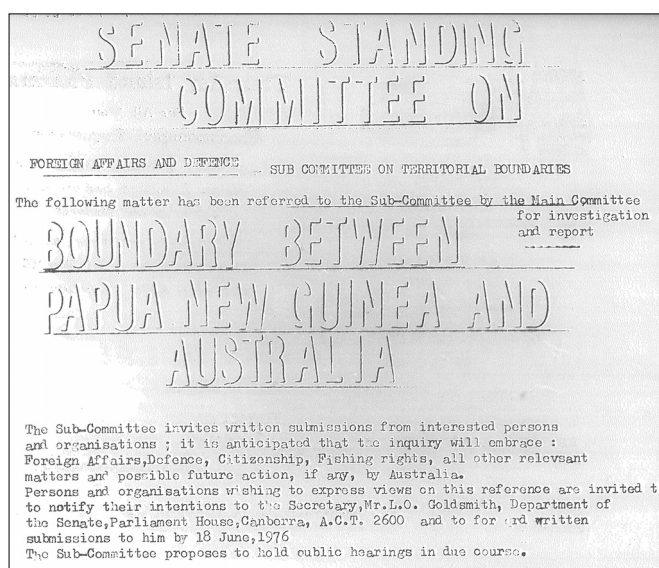 SENATE STANDING
COMMITTEE ON
FOREIGN AFFAIRS AND DEFENCE - SUB COMMITTEE ON TERRITORIAL BOUNDARIES
The following matter has been referred to the Sub-Committee by the Main Committee
for investigation
and report
BOUNDARY BETWEEN
PAPUA NEW GUINEA AND
AUSTRALIA
The Sub-Committee invites written submissions from interested persons
and organisations ; it is anticipated that the inquiry will embrace :
Foreign Affairs,Defence, Citizenship, Fishing rights, all other relevsant
matters and possible future action, if any, by Australia.
Persons and organisations wishing to express views on this reference are invited t
to notify their intentions to the Secretary,Mr.L.O. Goldsmith, Department of
the Senate,Parliament House,Canberra, A.C.T. 2600 and to written
submissions to him by 18 June,1976
The Sub-Committee proposes to hold public hearings in due course.